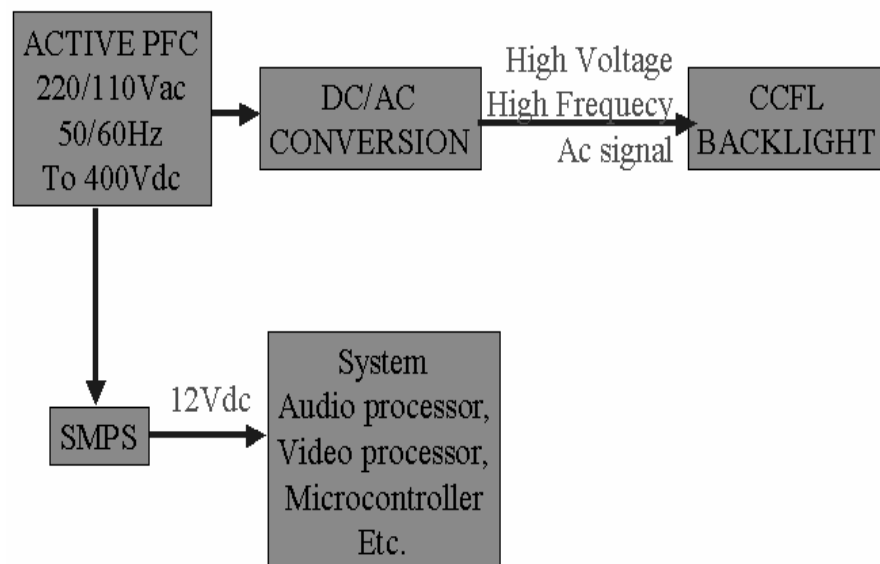 ACTIVE PFC
220/110Vac
50/60Hz
To 400Vdc
DC/AC
CONVERSION
High Voltage
High Frequecy
Ac signal
CCFL
BACKLIGHT
SMPS
12Vdc
System
Audio processor,
Video processor,
Microcontroller
Etc.